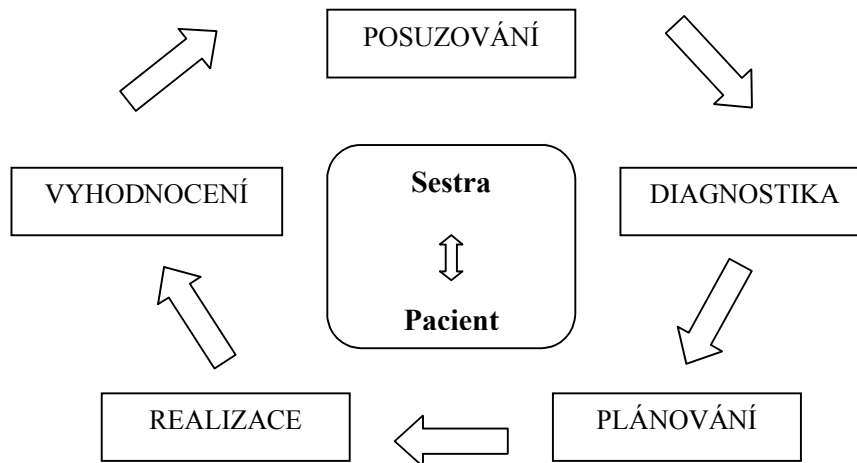 POSUZOVÁNÍ
VYHODNOCENÍ
Sestra
DIAGNOSTIKA
Pacient
REALIZACE
PLÁNOVÁNÍ